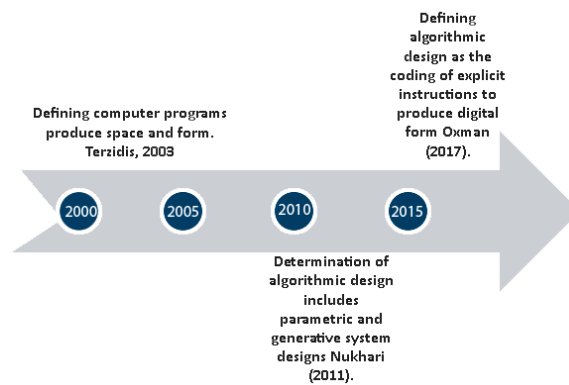 Defining
algorithmic
design as the
coding of explicit
instructions to
produce digital
form Oxman
(2017).
Defining computer programs
produce space and form.
Terzidis, 2003
2000
2005
2010
2015
Determination of
algorithmic design
includes
parametric and
generative system
designs Nukhari
(2011).